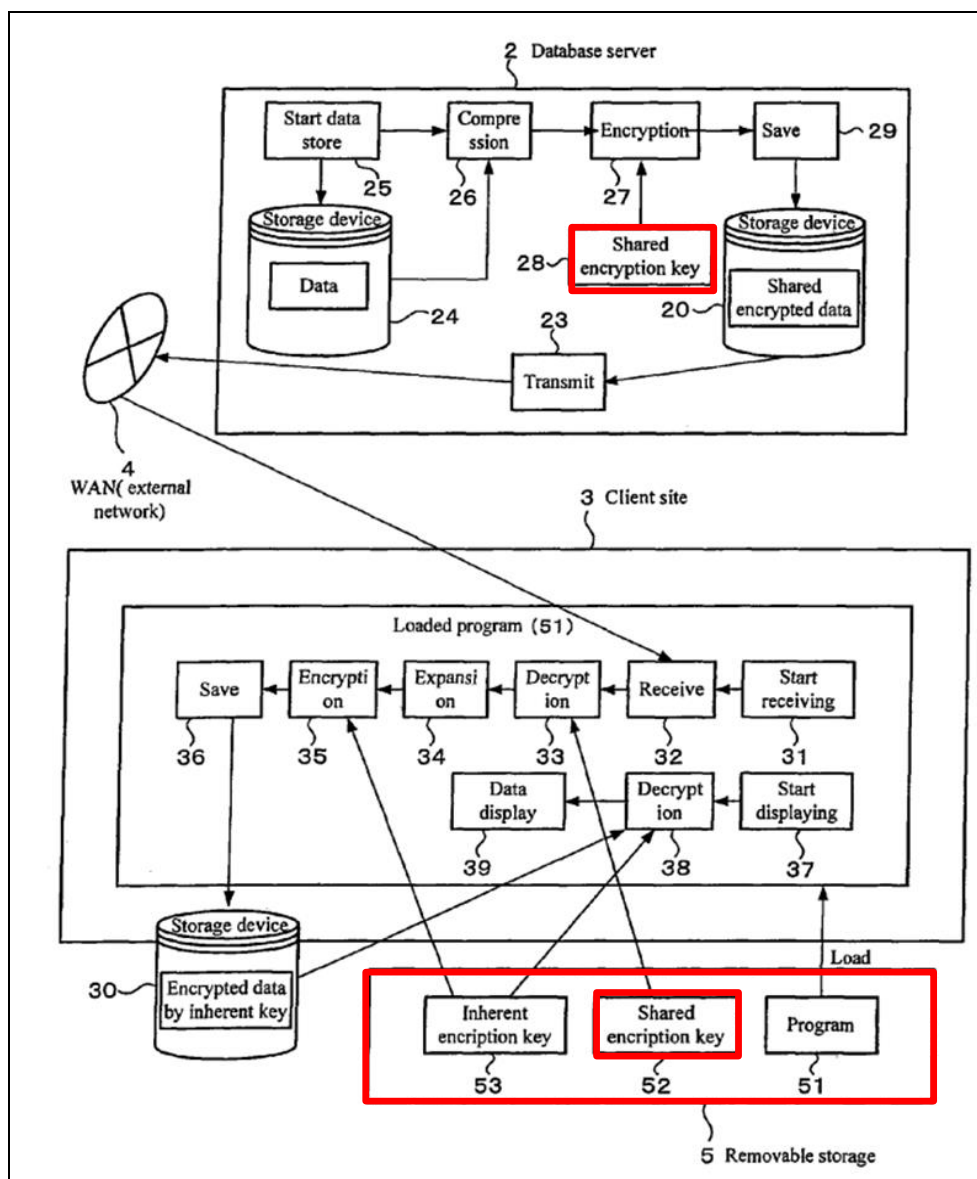 2 Database server
Start data
store
25
Compre
ssion
26
Encryption
27
Save
29
Storage device
Data
24
28
Shared
encryption key
Storage device
Shared
encrypted data
20
23
Transmit
4
WAN( external
network)
3 Client site
Loaded program (51)
Save
36
Encrypti
on
35
Expansi
on
34
Decrypt
ion
33
Receive
32
Start
receiving
31
Data
display
39
Decrypt
ion
38
Start
displaying
37
Storage device
30
Encrypted data
by inherent key
Load
Inherent
encription key
53
Shared
encription key
52
Program
51
5 Removable storage